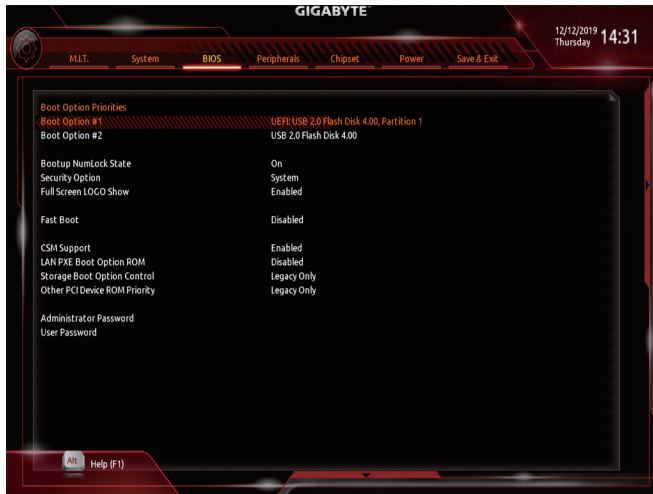 GIGABYTE™
12/12/2019 14:31
Thursday
M.I.T. System BIOS Peripherals Chipset Power Save & Exit
Boot Option Priorities
Boot Option #1 UEFI: USB 2.0 Flash Disk 4.00, Partition 1
Boot Option #2 USB 2.0 Flash Disk 4.00
Bootup NumLock State On
Security Option System
Full Screen LOGO Show Enabled
Fast Boot Disabled
CSM Support Enabled
LAN PXE Boot Option ROM Disabled
Storage Boot Option Control Legacy Only
Other PCI Device ROM Priority Legacy Only
Administrator Password
User Password
Alt Help (F1)